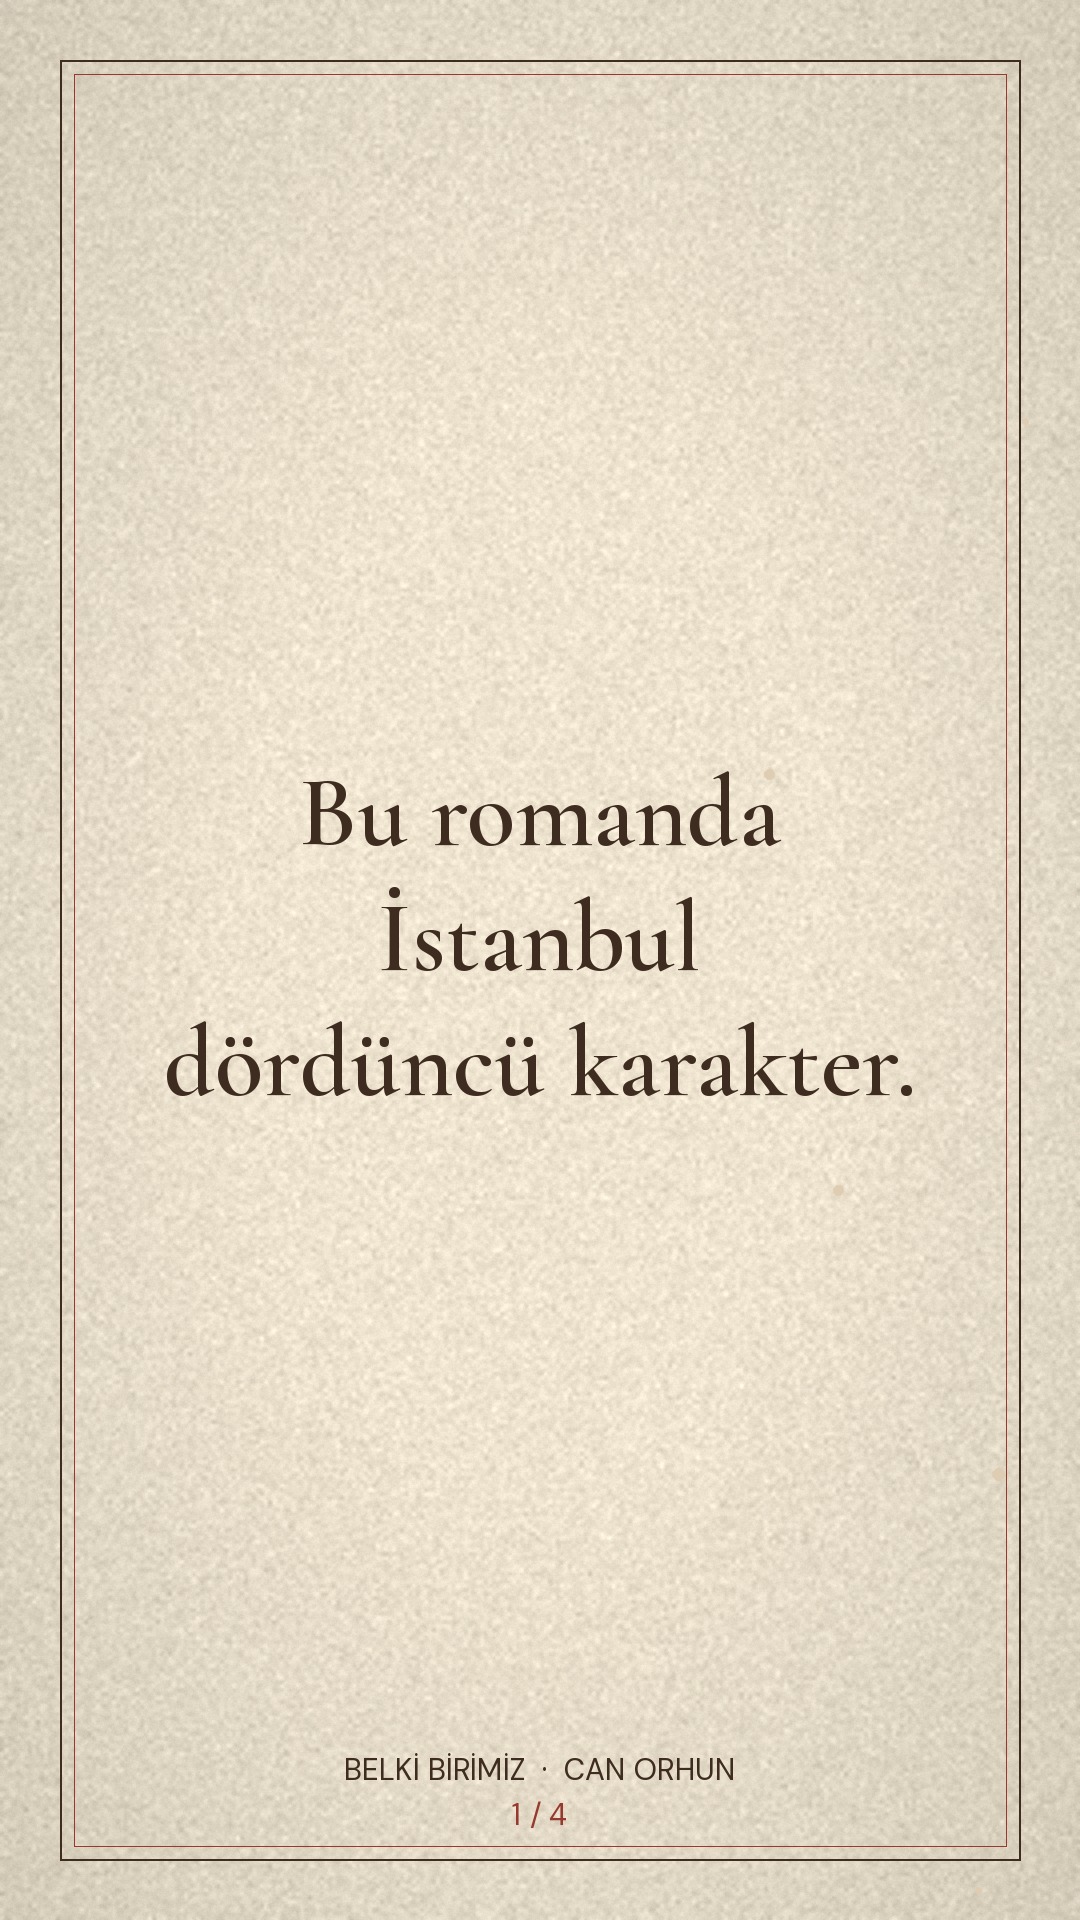 Bu romanda
İstanbul
dördüncü karakter.
BELKİ BİRİMİZ · CAN ORHUN
1 / 4